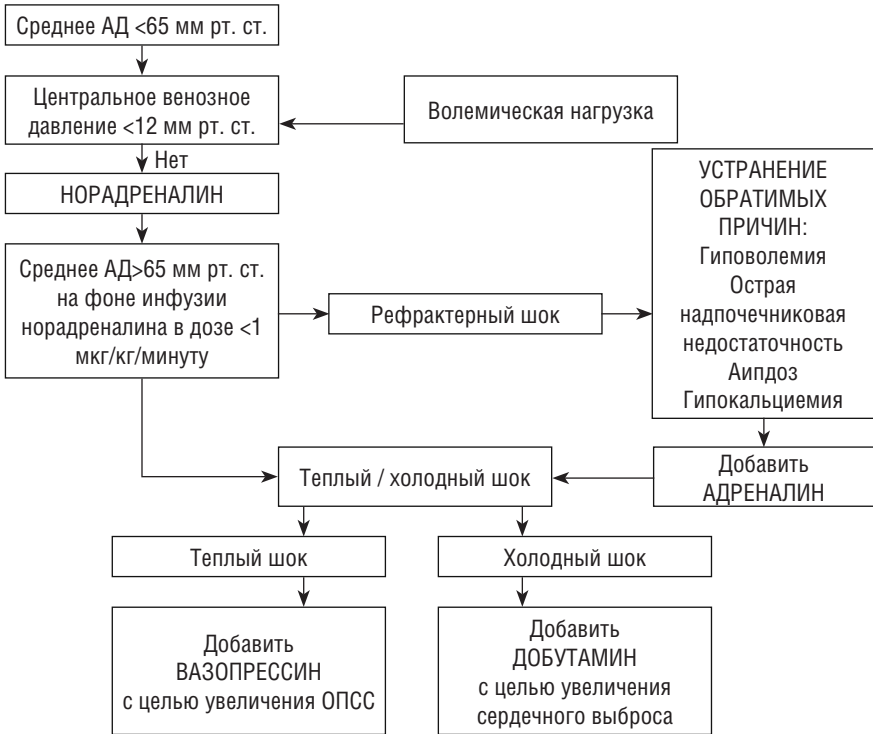 Среднее АД <65 мм рт. ст.
Центральное венозное
давление <12 мм рт. ст.
Волемическая нагрузка
Нет
НОРАДРЕНАЛИН
Среднее АД>65 мм рт. ст.
на фоне инфузии
норадреналина в дозе <1
мкг/кг/минуту
Рефрактерный шок
УСТРАНЕНИЕ
ОБРАТИМЫХ
ПРИЧИН:
Гиповолемия
Острая
надпочечниковая
недостаточность
Аипдоз
Гипокальциемия
Добавить
АДРЕНАЛИН
Теплый / холодный шок
Теплый шок
Холодный шок
Добавить
ВАЗОПРЕССИН
с целью увеличения ОПСС
Добавить
ДОБУТАМИН
с целью увеличения
сердечного выброса